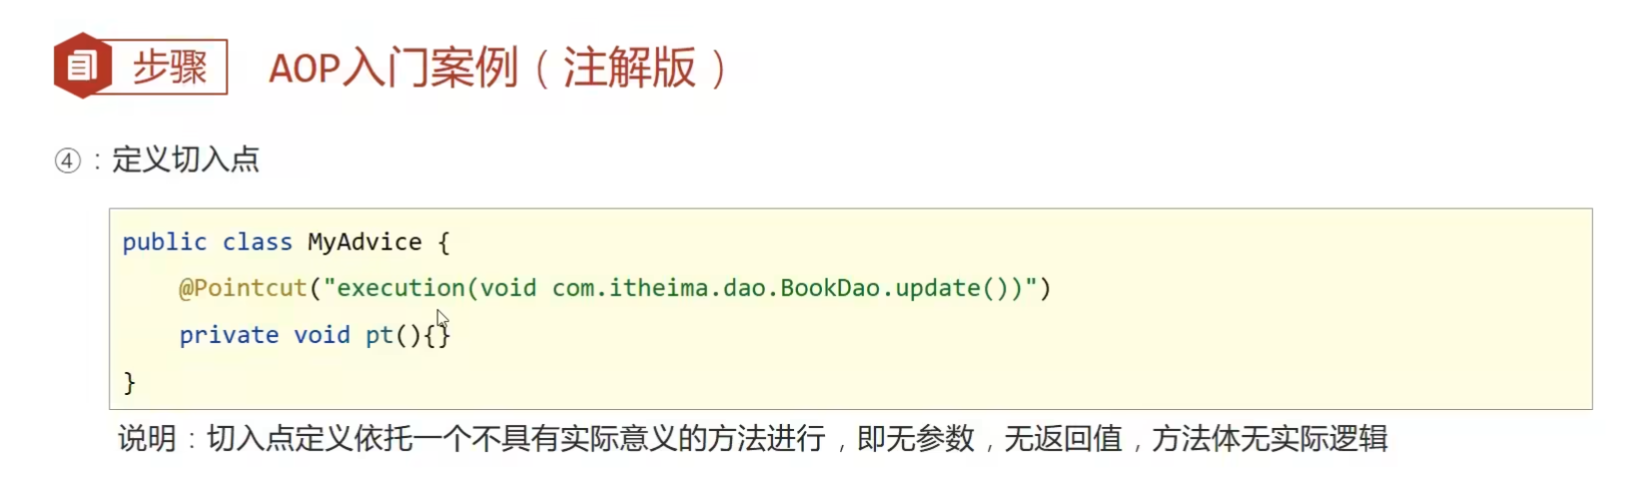 步骤 AOP入门案例（注解版）
④：定义切入点
public class MyAdvice {
@Pointcut("execution(void com.itheima.dao.BookDao.update())")
private void pt(){}
}
说明：切入点定义依托一个不具有实际意义的方法进行，即无参数，无返回值，方法体无实际逻辑